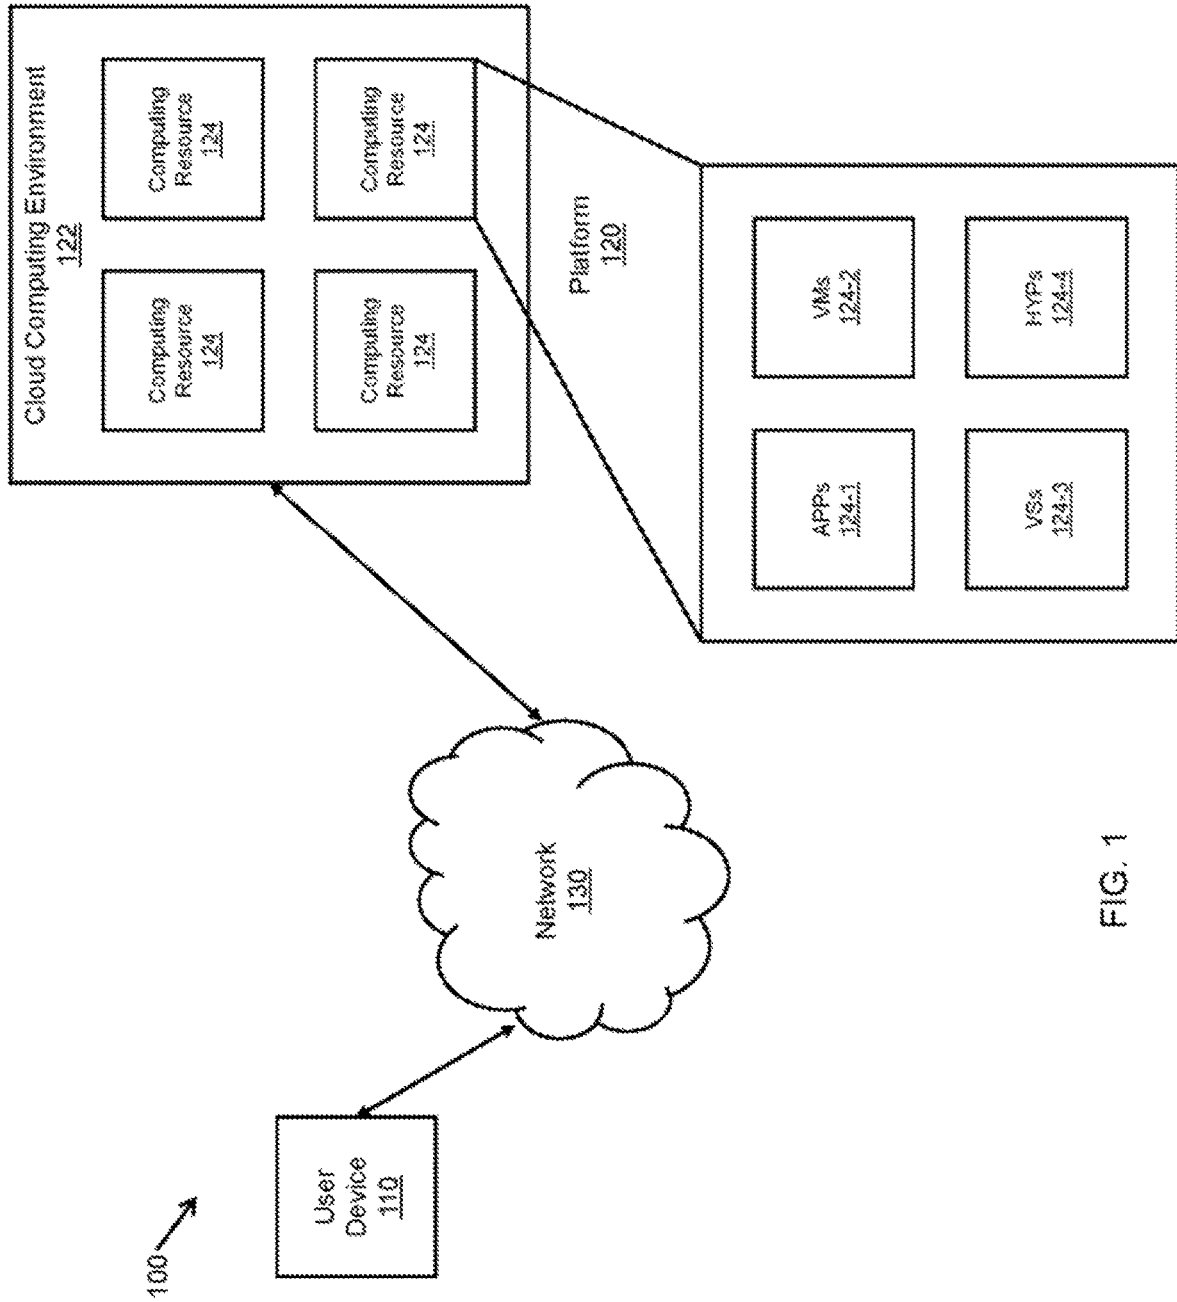 100
User
Device
110
Network
130
Cloud Computing Environment
122
Computing
Resource
124
Computing
Resource
124
Computing
Resource
124
Computing
Resource
124
Platform
120
APPs
124-1
VMs
124-2
VSs
124-3
HYPs
124-4
FIG. 1